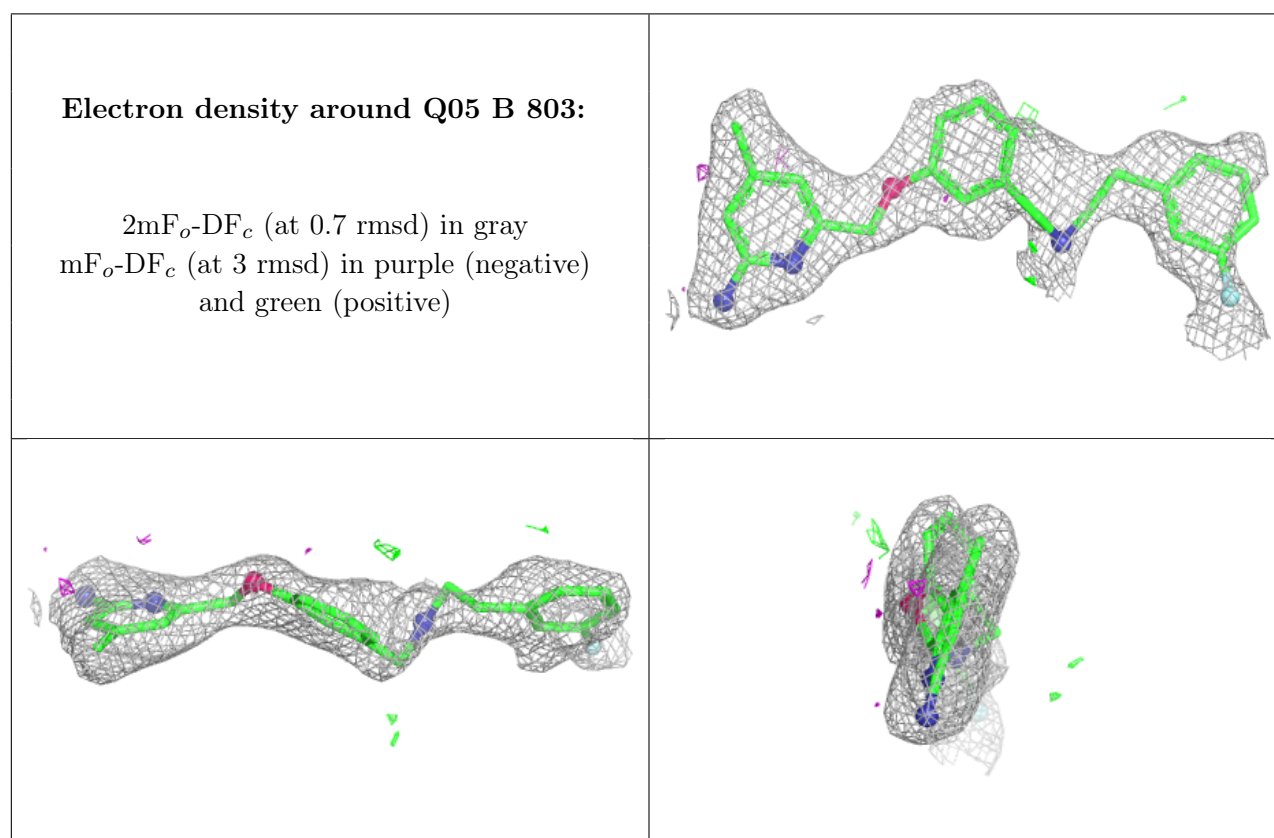 Electron density around Q05 B 803:
2mFo-DFc (at 0.7 rmsd) in gray
mFo-DFc (at 3 rmsd) in purple (negative)
and green (positive)